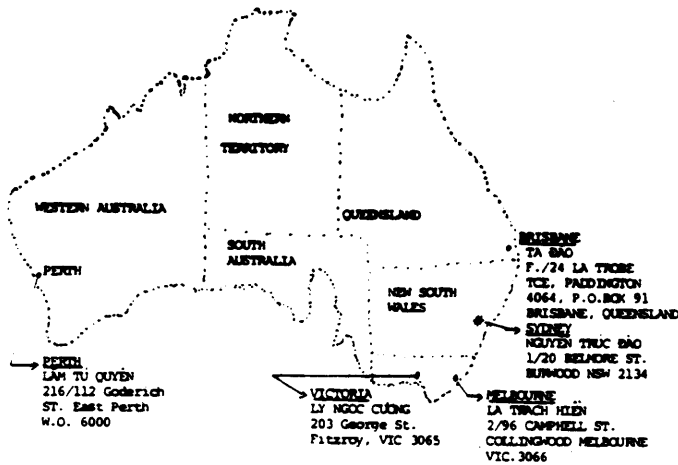 NORTHERN
TERRITORY
WESTERN AUSTRALIA
QUEENSLAND
SOUTH
AUSTRALIA
PERTH
NEW SOUTH
WALES
BRISBANE
TA ĐAO
F./24 LA TROBE
TCE, PADDINGTON
4064, P.O.BOX 91
BRISBANE, QUEENSLAND
SYDNEY
NGUYEN TRUC ĐAO
1/20 BELMORE ST.
BURWOOD NSW 2134
PERTH
LAM TU QUYEN
216/112 Goderich
ST. East Perth
W.O. 6000
VICTORIA
LY NGOC CUONG
203 George St.
Fitzroy, VIC 3065
MELBOURNE
LA TRACH HIEN
2/96 CAMPHELL ST.
COLLINGWOOD MELBOURNE
VIC.3066